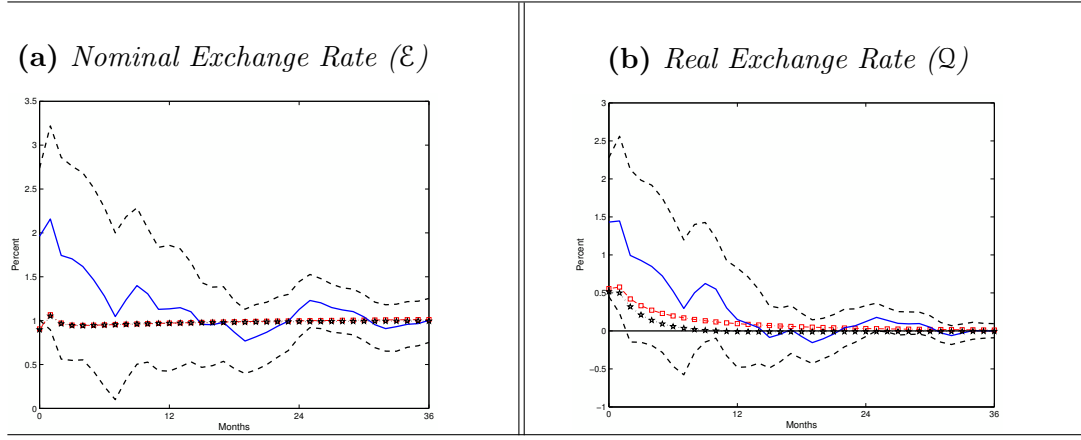 (a) Nominal Exchange Rate (ℰ)
3.5
3
2.5
2
1.5
1
0.5
0
Percent
0 12 24 36
Months
(b) Real Exchange Rate (𝒬)
3
2.5
2
1.5
1
0.5
0
−0.5
−1
Percent
0 12 24 36
Months